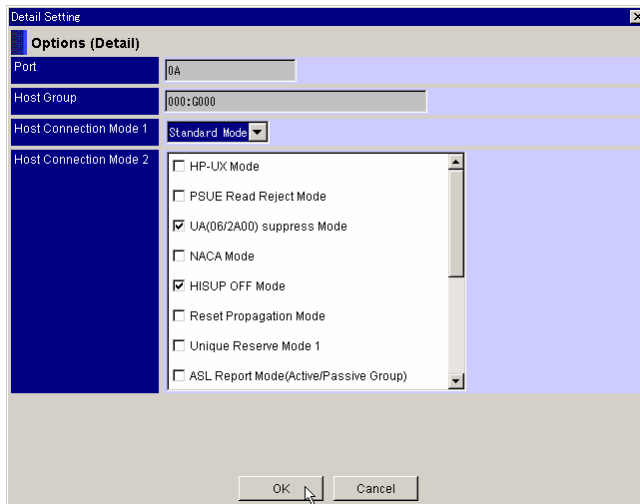 Detail Setting
Options (Detail)
Port
0A
Host Group
000:G000
Host Connection Mode 1
Standard Mode
Host Connection Mode 2
HP-UX Mode
PSUE Read Reject Mode
UA(06/2A00) suppress Mode
NACA Mode
HISUP OFF Mode
Reset Propagation Mode
Unique Reserve Mode 1
ASL Report Mode(Active/Passive Group)
OK
Cancel